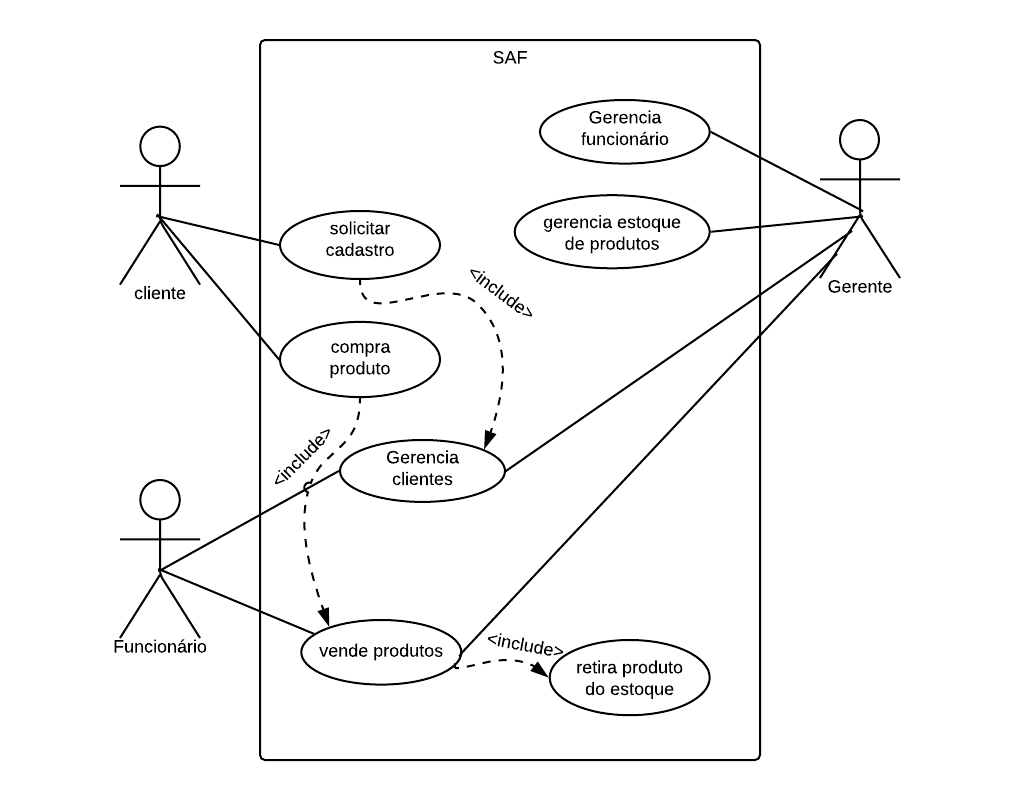 SAF
Gerencia
funcionário
solicitar
cadastro
gerencia estoque
de produtos
cliente
Gerente
<include>
compra
produto
<include>
Gerencia
clientes
Funcionário
vende produtos
<include>
retira produto
do estoque